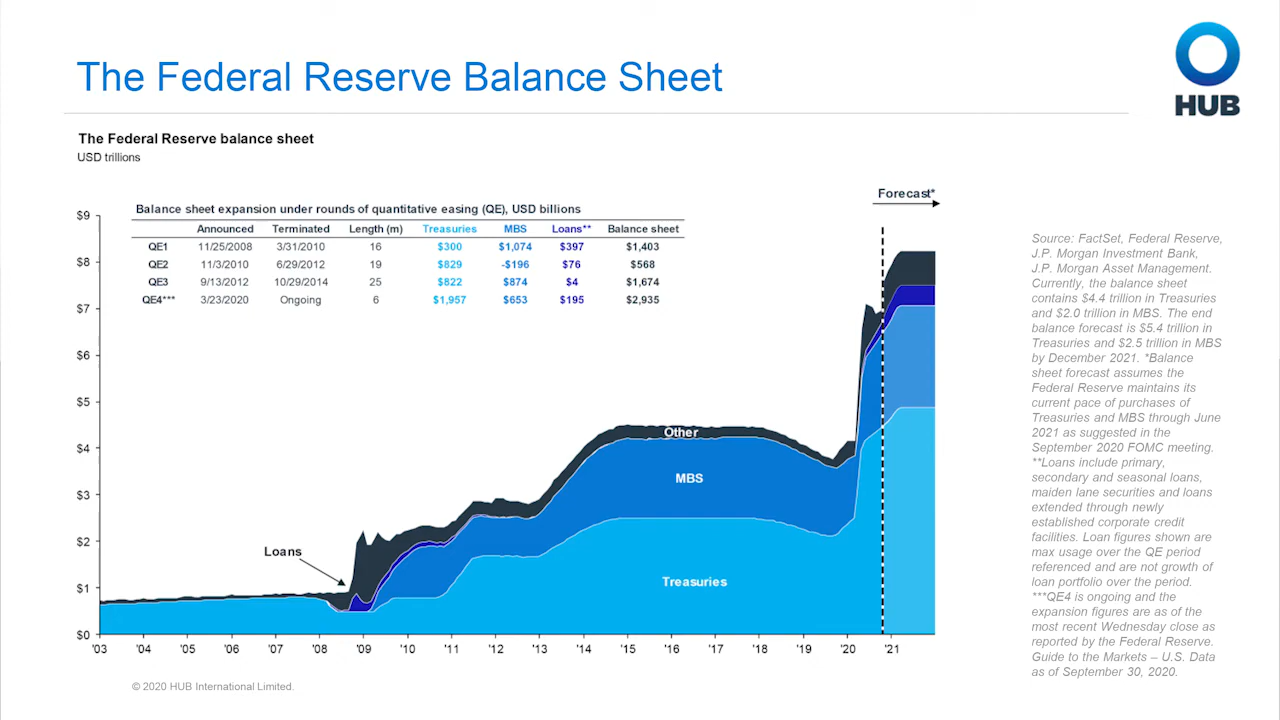 The Federal Reserve Balance Sheet
HUB
The Federal Reserve balance sheet
USD trillions
Forecast*
Balance sheet expansion under rounds of quantitative easing (QE), USD billions
Announced Terminated Length (m) Treasuries MBS Loans** Balance sheet
QE1 11/25/2008 3/31/2010 16 $300 $1,074 $397 $1,403
QE2 11/3/2010 6/29/2012 19 $829 -$196 $76 $568
QE3 9/13/2012 10/29/2014 25 $822 $874 $4 $1,674
QE4*** 3/23/2020 Ongoing 6 $1,957 $653 $195 $2,935
$9
$8
$7
$6
$5
$4
$3
$2
$1
$0
Other
MBS
Loans
Treasuries
'03 '04 '05 '06 '07 '08 '09 '10 '11 '12 '13 '14 '15 '16 '17 '18 '19 '20 '21
Source: FactSet, Federal Reserve,
J.P. Morgan Investment Bank,
J.P. Morgan Asset Management.
Currently, the balance sheet
contains $4.4 trillion in Treasuries
and $2.0 trillion in MBS. The end
balance forecast is $5.4 trillion in
Treasuries and $2.5 trillion in MBS
by December 2021. *Balance
sheet forecast assumes the
Federal Reserve maintains its
current pace of purchases of
Treasuries and MBS through June
2021 as suggested in the
September 2020 FOMC meeting.
**Loans include primary,
secondary and seasonal loans,
maiden lane securities and loans
extended through newly
established corporate credit
facilities. Loan figures shown are
max usage over the QE period
referenced and are not growth of
loan portfolio over the period.
***QE4 is ongoing and the
expansion figures are as of the
most recent Wednesday close as
reported by the Federal Reserve.
Guide to the Markets – U.S. Data
as of September 30, 2020.
© 2020 HUB International Limited.